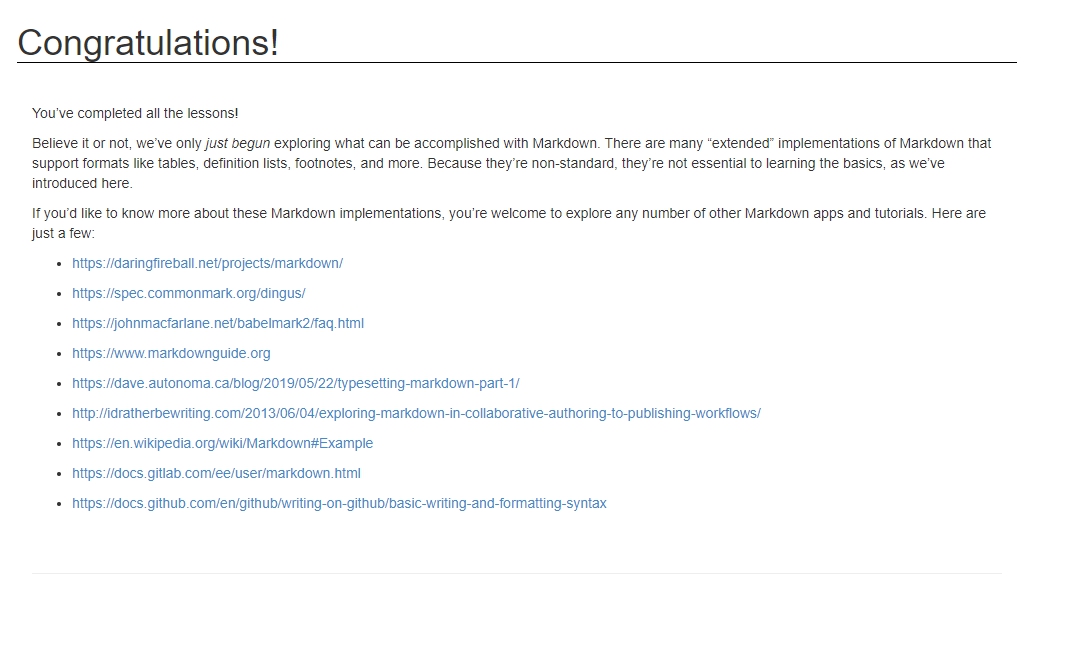 Congratulations!
You’ve completed all the lessons!
Believe it or not, we’ve only just begun exploring what can be accomplished with Markdown. There are many “extended” implementations of Markdown that
support formats like tables, definition lists, footnotes, and more. Because they’re non-standard, they’re not essential to learning the basics, as we’ve
introduced here.
If you’d like to know more about these Markdown implementations, you’re welcome to explore any number of other Markdown apps and tutorials. Here are
just a few:
• https://daringfireball.net/projects/markdown/
• https://spec.commonmark.org/dingus/
• https://johnmacfarlane.net/babelmark2/faq.html
• https://www.markdownguide.org
• https://dave.autonoma.ca/blog/2019/05/22/typesetting-markdown-part-1/
• http://idratherbewriting.com/2013/06/04/exploring-markdown-in-collaborative-authoring-to-publishing-workflows/
• https://en.wikipedia.org/wiki/Markdown#Example
• https://docs.gitlab.com/ee/user/markdown.html
• https://docs.github.com/en/github/writing-on-github/basic-writing-and-formatting-syntax